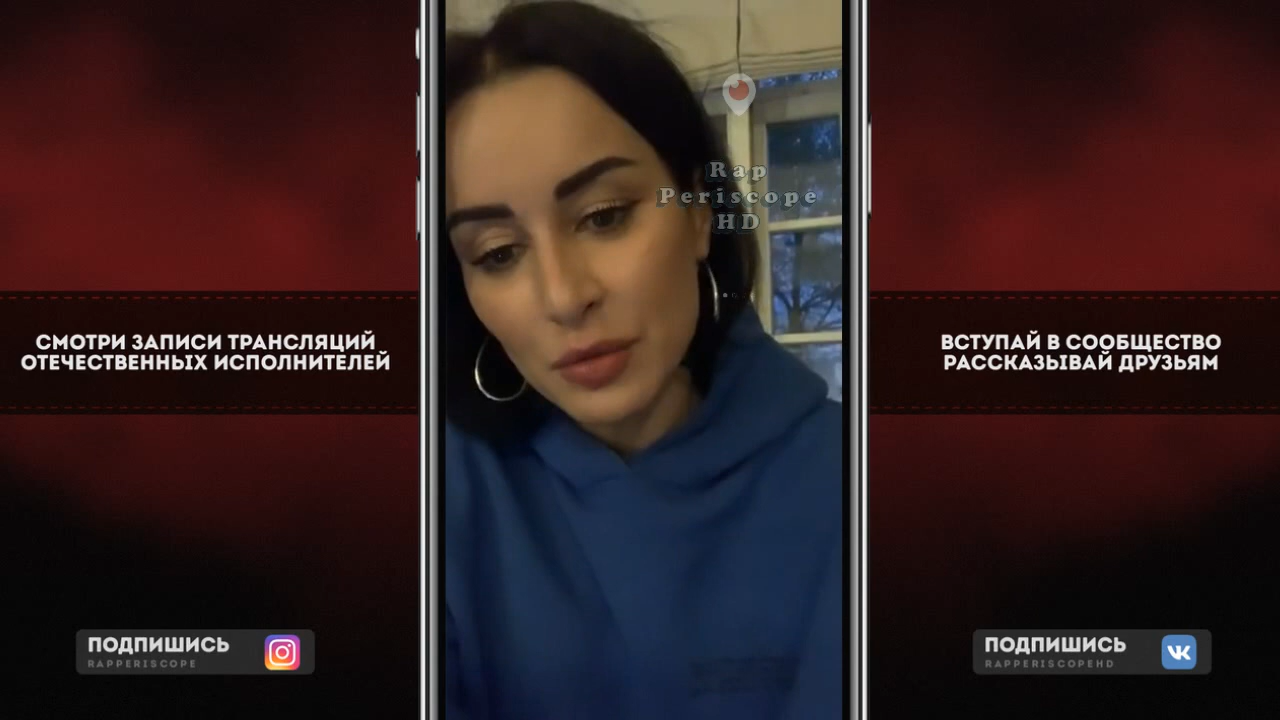 Rap
Periscope
HD
СМОТРИ ЗАПИСИ ТРАНСЛЯЦИЙ
ОТЕЧЕСТВЕННЫХ ИСПОЛНИТЕЛЕЙ
ВСТУПАЙ В СООБЩЕСТВО
РАССКАЗЫВАЙ ДРУЗЬЯМ
ПОДПИШИСЬ
RAPPERISCOPE
ПОДПИШИСЬ
RAPPERISCOPEHD